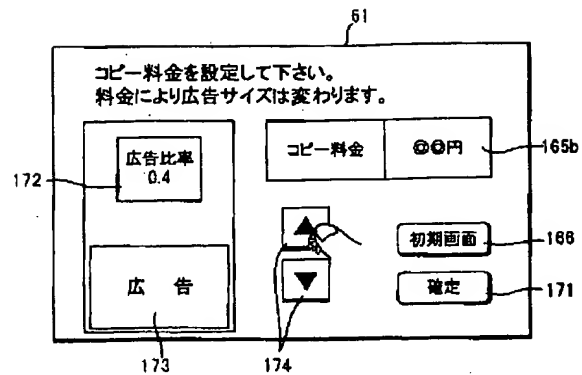 61
コピー料金を設定して下さい。
料金により広告サイズは変わります。
広告比率
0.4
コピー料金
◎◎円
165b
172
初期画面
166
広 告
確定
171
173
174